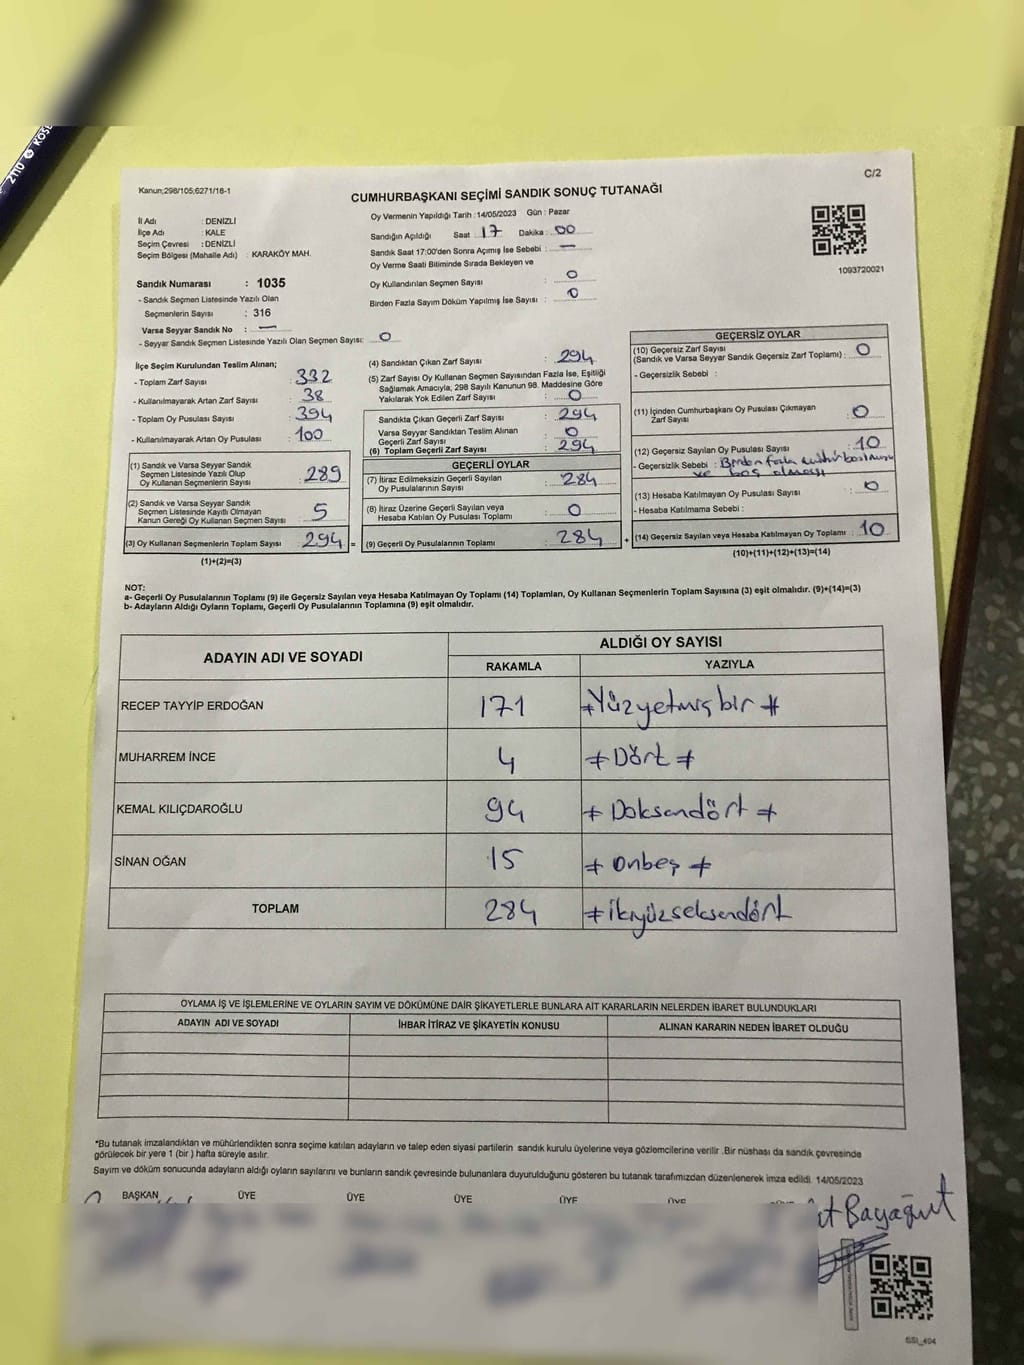 2110 KÖŞE
C/2
Kanun;298/105;6271/16-1
CUMHURBAŞKANI SEÇİMİ SANDIK SONUÇ TUTANAĞI
İl Adı : DENİZLİ
İlçe Adı : KALE
Seçim Çevresi : DENİZLİ
Seçim Bölgesi (Mahalle Adı) : KARAKÖY MAH.
Oy Vermenin Yapıldığı Tarih : 14/05/2023 Gün : Pazar
Sandığın Açıldığı Saat : 17 Dakika : 00
Sandık Saat 17:00'den Sonra Açımış İse Sebebi : —
Oy Verme Saati Bitiminde Sırada Bekleyen ve
Oy Kullandırılan Seçmen Sayısı : 0
Birden Fazla Sayım Döküm Yapılmış İse Sayısı : 0
1093720021
Sandık Numarası : 1035
- Sandık Seçmen Listesinde Yazılı Olan
Seçmenlerin Sayısı : 316
Varsa Seyyar Sandık No : —
- Seyyar Sandık Seçmen Listesinde Yazılı Olan Seçmen Sayısı: 0
İlçe Seçim Kurulundan Teslim Alınan;
- Toplam Zarf Sayısı : 332
- Kullanılmayarak Artan Zarf Sayısı : 38
- Toplam Oy Pusulası Sayısı : 394
- Kullanılmayarak Artan Oy Pusulası : 100
(1) Sandık ve Varsa Seyyar Sandık
Seçmen Listesinde Yazılı Olup
Oy Kullanan Seçmenlerin Sayısı : 289
(2) Sandık ve Varsa Seyyar Sandık
Seçmen Listesinde Kayıtlı Olmayan
Kanun Gereği Oy Kullanan Seçmen Sayısı : 5
(3) Oy Kullanan Seçmenlerin Toplam Sayısı : 294 =
(1)+(2)=(3)
(4) Sandıktan Çıkan Zarf Sayısı : 294
(5) Zarf Sayısı Oy Kullanan Seçmen Sayısından Fazla İse, Eşitliği
Sağlamak Amacıyla; 298 Sayılı Kanunun 98. Maddesine Göre
Yakılarak Yok Edilen Zarf Sayısı : 0
Sandıkta Çıkan Geçerli Zarf Sayısı : 294
Varsa Seyyar Sandıktan Teslim Alınan
Geçerli Zarf Sayısı : 0
(6) Toplam Geçerli Zarf Sayısı : 294
GEÇERLİ OYLAR
(7) İtiraz Edilmeksizin Geçerli Sayılan
Oy Pusulalarının Sayısı : 284
(8) İtiraz Üzerine Geçerli Sayılan veya
Hesaba Katılan Oy Pusulası Toplamı : 0
(9) Geçerli Oy Pusulalarının Toplamı : 284 +
GEÇERSİZ OYLAR
(10) Geçersiz Zarf Sayısı
(Sandık ve Varsa Seyyar Sandık Geçersiz Zarf Toplamı) : 0
- Geçersizlik Sebebi :
(11) İçinden Cumhurbaşkanı Oy Pusulası Çıkmayan
Zarf Sayısı : 0
(12) Geçersiz Sayılan Oy Pusulası Sayısı : 10
- Geçersizlik Sebebi : Birden fazla mühür basılması
ve boş olması
(13) Hesaba Katılmayan Oy Pusulası Sayısı : 0
- Hesaba Katılmama Sebebi :
(14) Geçersiz Sayılan veya Hesaba Katılmayan Oy Toplamı : 10
(10)+(11)+(12)+(13)=(14)
NOT:
a- Geçerli Oy Pusulalarının Toplamı (9) ile Geçersiz Sayılan veya Hesaba Katılmayan Oy Toplamı (14) Toplamları, Oy Kullanan Seçmenlerin Toplam Sayısına (3) eşit olmalıdır. (9)+(14)=(3)
b- Adayların Aldığı Oyların Toplamı, Geçerli Oy Pusulalarının Toplamına (9) eşit olmalıdır.
ADAYIN ADI VE SOYADI
ALDIĞI OY SAYISI
RAKAMLA YAZIYLA
RECEP TAYYİP ERDOĞAN 171 #Yüzyetmişbir#
MUHARREM İNCE 4 #Dört#
KEMAL KILIÇDAROĞLU 94 #Doksandört#
SİNAN OĞAN 15 #Onbeş#
TOPLAM 284 #İkiyüzseksendört
OYLAMA İŞ VE İŞLEMLERİNE VE OYLARIN SAYIM VE DÖKÜMÜNE DAİR ŞİKAYETLERLE BUNLARA AİT KARARLARIN NELERDEN İBARET BULUNDUKLARI
ADAYIN ADI VE SOYADI İHBAR İTİRAZ VE ŞİKAYETİN KONUSU ALINAN KARARIN NEDEN İBARET OLDUĞU
*Bu tutanak imzalandıktan ve mühürlendikten sonra seçime katılan adayların ve talep eden siyasi partilerin sandık kurulu üyelerine veya gözlemcilerine verilir .Bir nüshası da sandık çevresinde
görülecek bir yere 1 (bir ) hafta süreyle asılır.
Sayım ve döküm sonucunda adayların aldığı oyların sayılarını ve bunların sandık çevresinde bulunanlara duyurulduğunu gösteren bu tutanak tarafımızdan düzenlenerek imza edildi. 14/05/2023
BAŞKAN ÜYE ÜYE ÜYE ÜYE ÜYE
it Bayağut
SSI_404